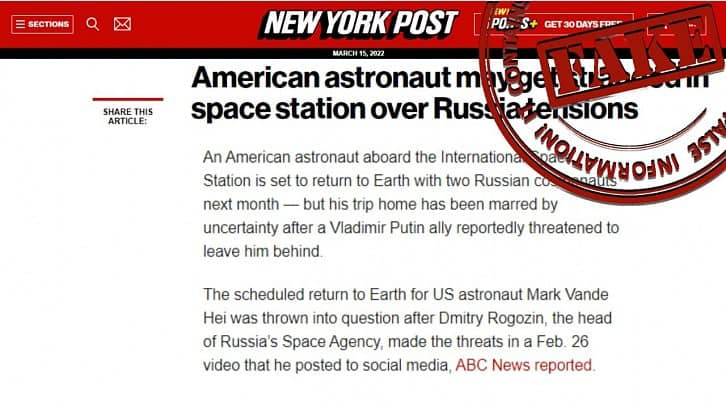 SECTIONS
NEW YORK POST
GET 30 DAYS FREE
MARCH 15, 2022
American astronaut may get in
space station over Russia tensions
SHARE THIS
ARTICLE:
FAKE
FALSE INFORMATION!
An American astronaut aboard the International Space
Station is set to return to Earth with two Russian cosmonauts
next month — but his trip home has been marred by
uncertainty after a Vladimir Putin ally reportedly threatened to
leave him behind.
The scheduled return to Earth for US astronaut Mark Vande
Hei was thrown into question after Dmitry Rogozin, the head
of Russia's Space Agency, made the threats in a Feb. 26
video that he posted to social media, ABC News reported.